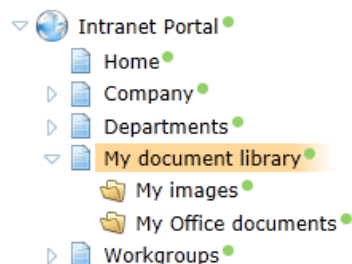 Intranet Portal
Home
Company
Departments
My document library
My images
My Office documents
Workgroups